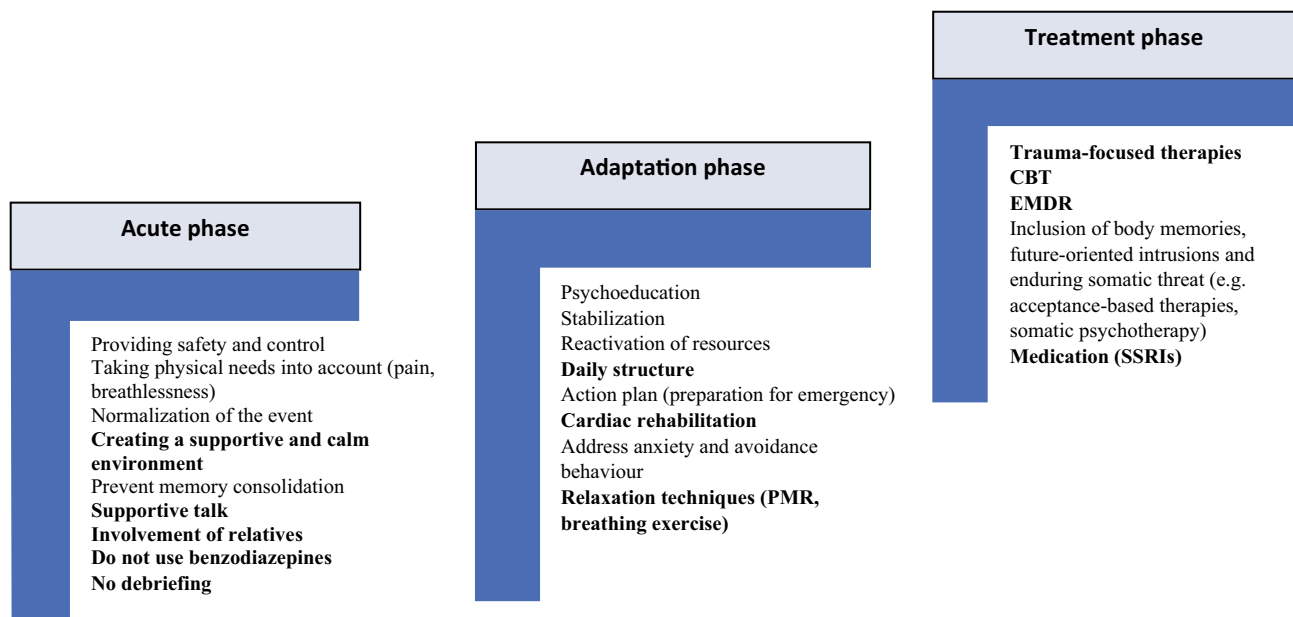 Acute phase
Providing safety and control
Taking physical needs into account (pain,
breathlessness)
Normalization of the event
Creating a supportive and calm
environment
Prevent memory consolidation
Supportive talk
Involvement of relatives
Do not use benzodiazepines
No debriefing
Adaptation phase
Psychoeducation
Stabilization
Reactivation of resources
Daily structure
Action plan (preparation for emergency)
Cardiac rehabilitation
Address anxiety and avoidance
behaviour
Relaxation techniques (PMR,
breathing exercise)
Treatment phase
Trauma-focused therapies
CBT
EMDR
Inclusion of body memories,
future-oriented intrusions and
enduring somatic threat (e.g.
acceptance-based therapies,
somatic psychotherapy)
Medication (SSRIs)